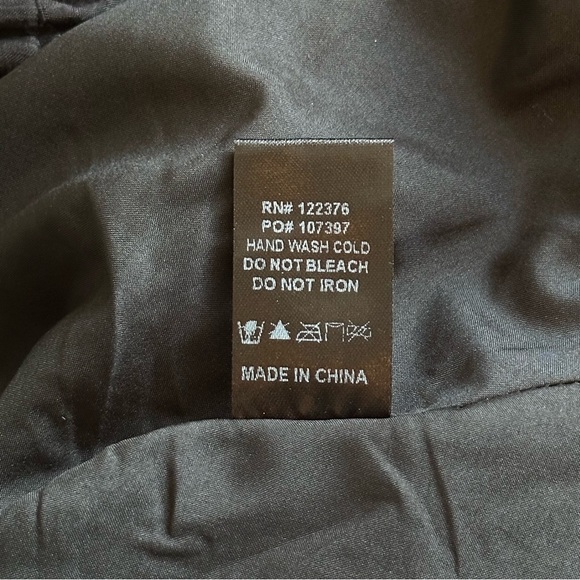 RN# 122376
PO# 107397
HAND WASH COLD
DO NOT BLEACH
DO NOT IRON
MADE IN CHINA